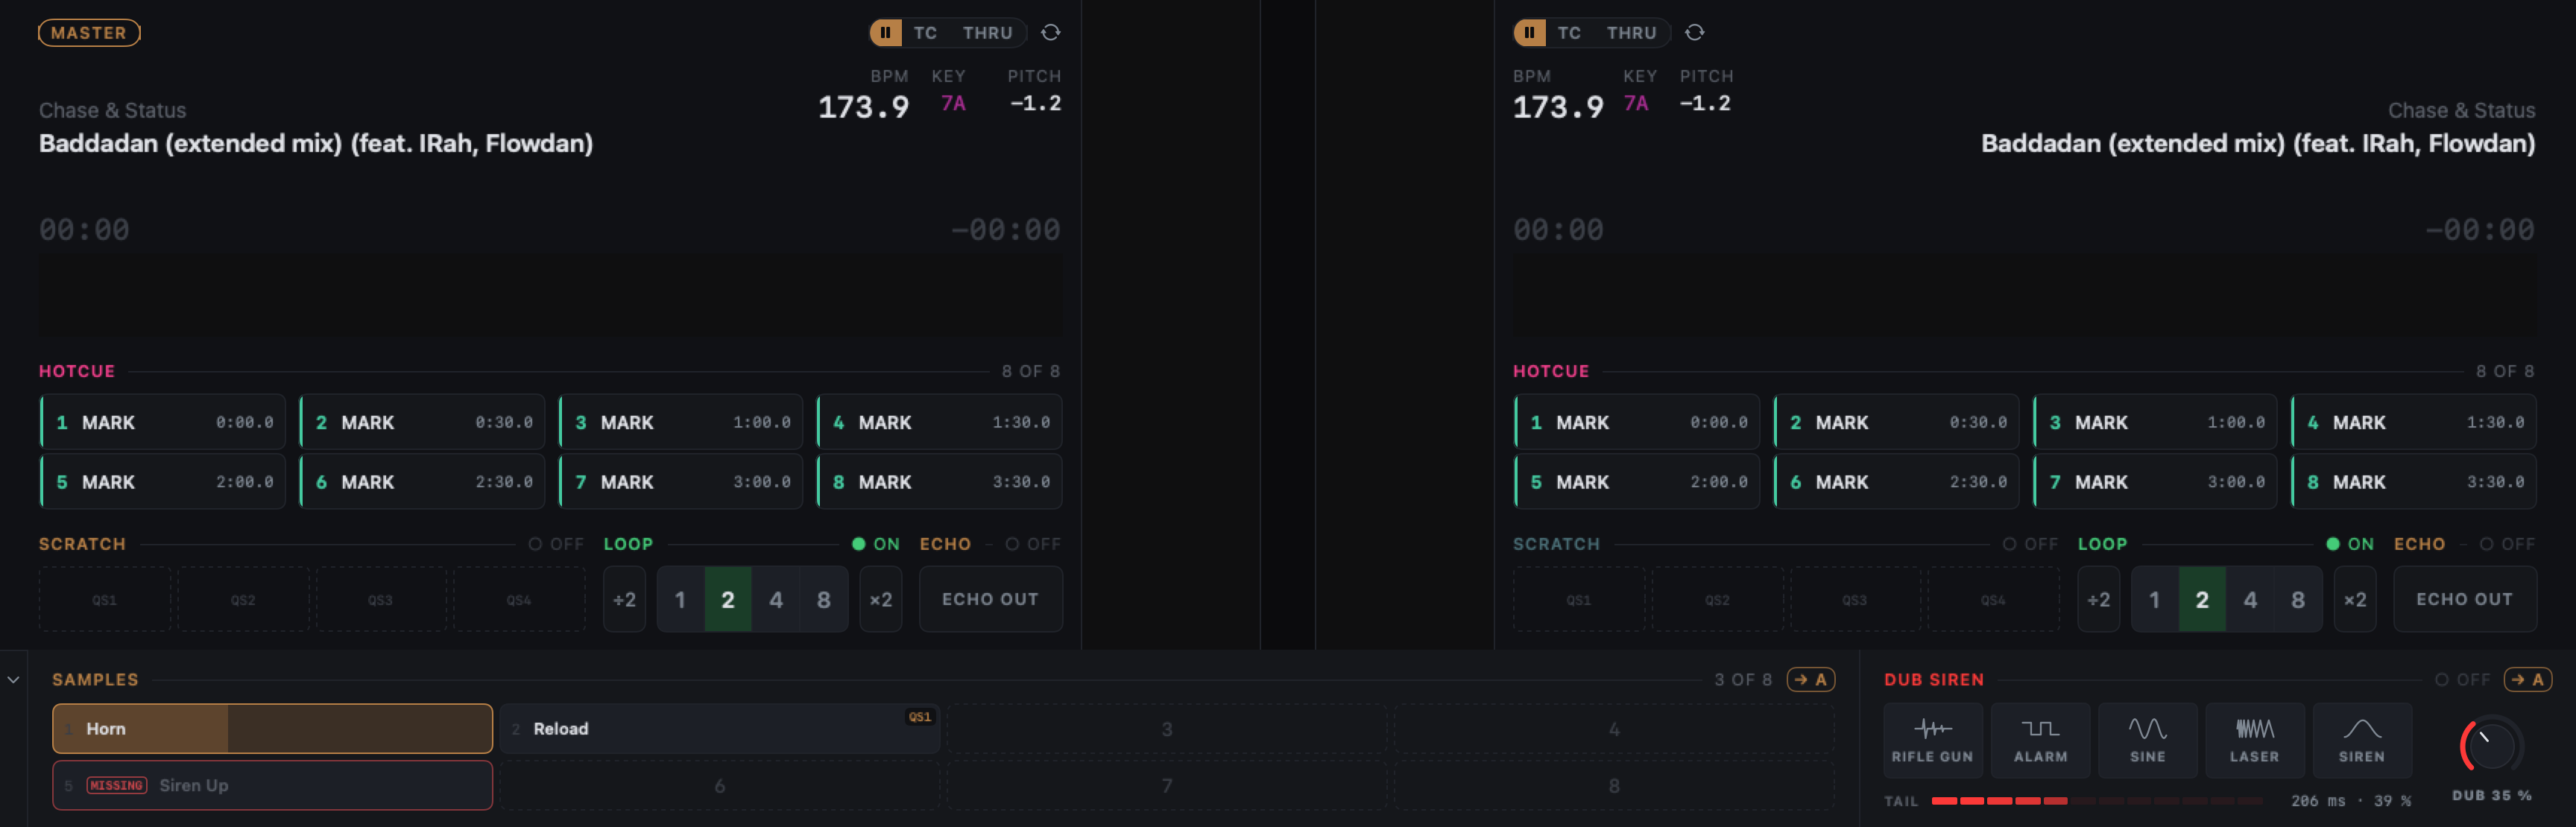 MASTER
TC THRU
TC THRU
BPM KEY PITCH
173.9 7A −1.2
BPM KEY PITCH
173.9 7A −1.2
Chase & Status
Baddadan (extended mix) (feat. IRah, Flowdan)
Chase & Status
Baddadan (extended mix) (feat. IRah, Flowdan)
00:00 −00:00
00:00 −00:00
HOTCUE 8 OF 8
1 MARK 0:00.0 2 MARK 0:30.0 3 MARK 1:00.0 4 MARK 1:30.0
5 MARK 2:00.0 6 MARK 2:30.0 7 MARK 3:00.0 8 MARK 3:30.0
HOTCUE 8 OF 8
1 MARK 0:00.0 2 MARK 0:30.0 3 MARK 1:00.0 4 MARK 1:30.0
5 MARK 2:00.0 6 MARK 2:30.0 7 MARK 3:00.0 8 MARK 3:30.0
SCRATCH OFF LOOP ON ECHO OFF
QS1 QS2 QS3 QS4 ÷2 1 2 4 8 ×2 ECHO OUT
SCRATCH OFF LOOP ON ECHO OFF
QS1 QS2 QS3 QS4 ÷2 1 2 4 8 ×2 ECHO OUT
SAMPLES 3 OF 8 → A
1 Horn 2 Reload QS1 3 4
5 MISSING Siren Up 6 7 8
DUB SIREN OFF → A
RIFLE GUN ALARM SINE LASER SIREN
TAIL 206 ms · 39 % DUB 35 %